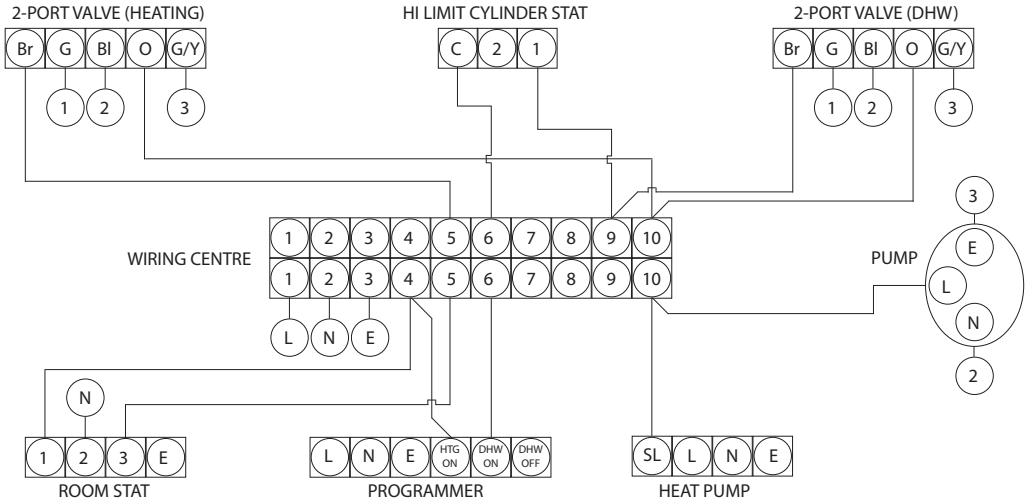 2-PORT VALVE (HEATING) HI LIMIT CYLINDER STAT 2-PORT VALVE (DHW)
Br G Bl O G/Y C 2 1 Br G Bl O G/Y
1 2 3 1 2 3
3
WIRING CENTRE
1 2 3 4 5 6 7 8 9 10
1 2 3 4 5 6 7 8 9 10
L N E
PUMP
E
L
N
2
N
1 2 3 E
ROOM STAT
L N E HTG ON DHW ON DHW OFF
PROGRAMMER
SL L N E
HEAT PUMP